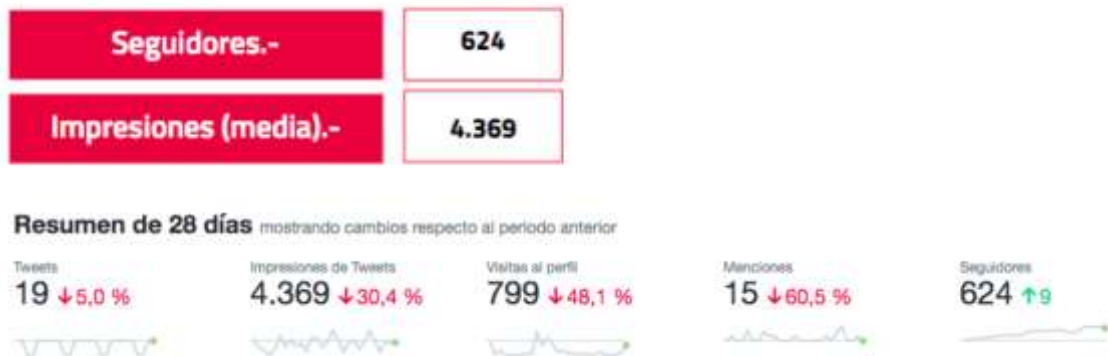 Seguidores.- 624
Impresiones (media).- 4.369
Resumen de 28 días mostrando cambios respecto al periodo anterior
Tweets Impresiones de Tweets Visitas al perfil Menciones Seguidores
19 ↓5,0 % 4.369 ↓30,4 % 799 ↓48,1 % 15 ↓60,5 % 624 ↑9